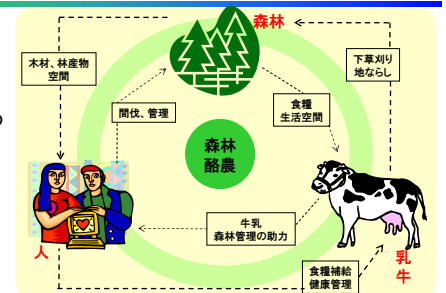 森林
木材、林産物
空間
下草刈り
地ならし
間伐、管理
食糧
生活空間
森林
酪農
牛乳
森林管理の助力
人
乳
牛
食糧補給
健康管理